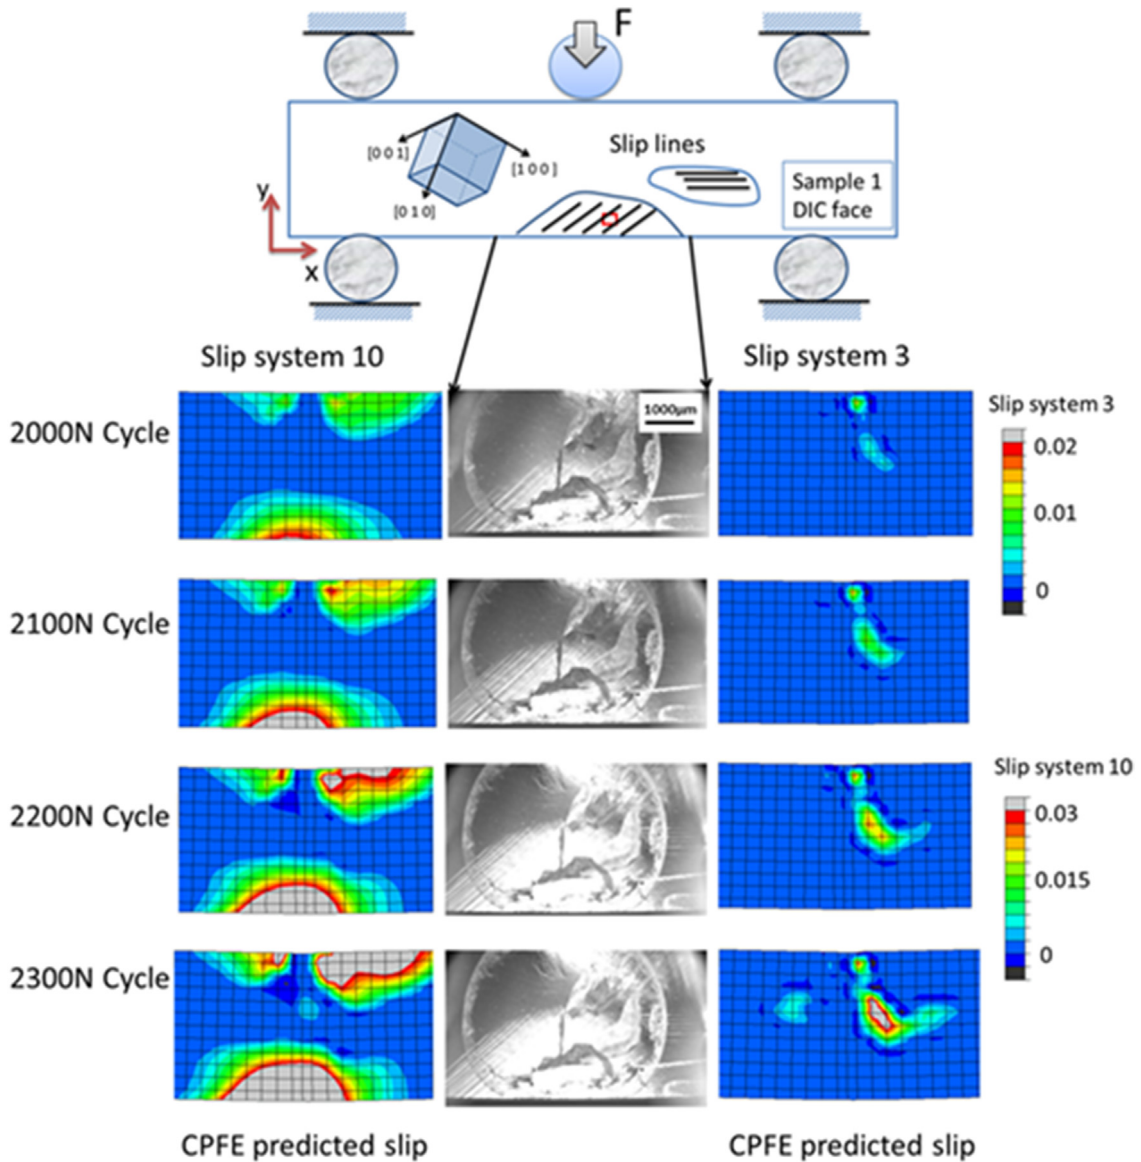 F
[0 0 1]
[1 0 0 ]
[0 1 0]
Slip lines
Sample 1
DIC face
y
x
Slip system 10
Slip system 3
2000N Cycle
1000µm
Slip system 3
0.02
0.01
0
2100N Cycle
2200N Cycle
Slip system 10
0.03
0.015
0
2300N Cycle
CPFE predicted slip
CPFE predicted slip